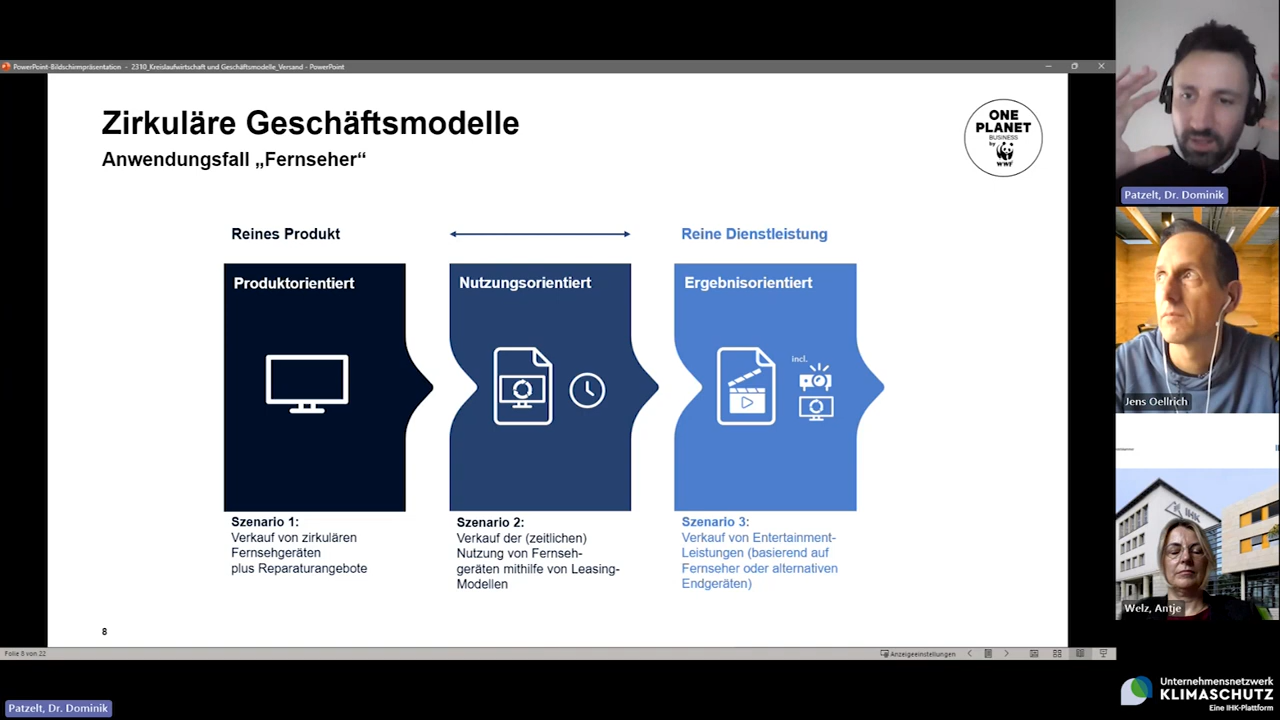 PowerPoint-Bildschirmpräsentation - 2310_Kreislaufwirtschaft und Geschäftsmodelle_Versand - PowerPoint
Zirkuläre Geschäftsmodelle
Anwendungsfall „Fernseher“
ONE
PLANET
BUSINESS
by
WWF
Reines Produkt
Reine Dienstleistung
Produktorientiert
Nutzungsorientiert
Ergebnisorientiert
incl.
Szenario 1:
Verkauf von zirkulären
Fernsehgeräten
plus Reparaturangebote
Szenario 2:
Verkauf der (zeitlichen)
Nutzung von Fernseh-
geräten mithilfe von Leasing-
Modellen
Szenario 3:
Verkauf von Entertainment-
Leistungen (basierend auf
Fernseher oder alternativen
Endgeräten)
8
Folie 8 von 22
Anzeigeeinstellungen
Patzelt, Dr. Dominik
Jens Oellrich
IHK
Welz, Antje
Patzelt, Dr. Dominik
Unternehmensnetzwerk
KLIMASCHUTZ
Eine IHK-Plattform